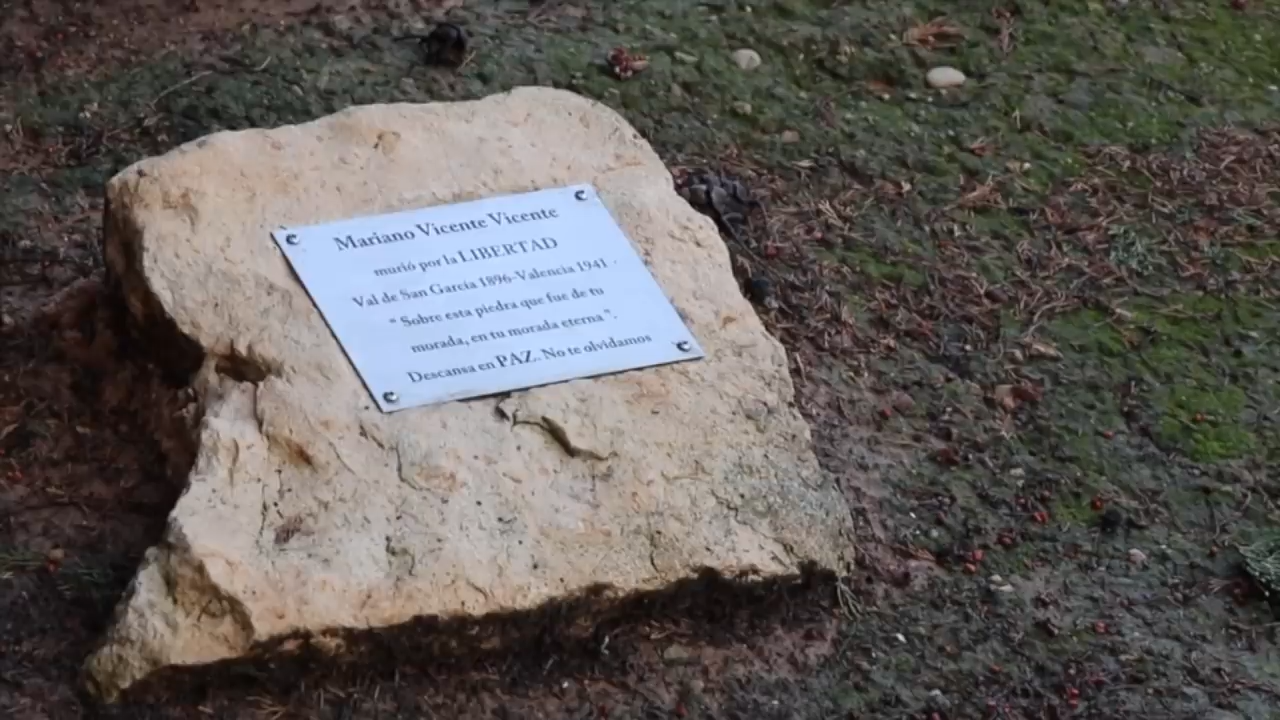 Mariano Vicente Vicente
murió por la LIBERTAD
Val de San García 1896-Valencia 1941
“ Sobre esta piedra que fue de tu
morada, en tu morada eterna ”.
Descansa en PAZ. No te olvidamos